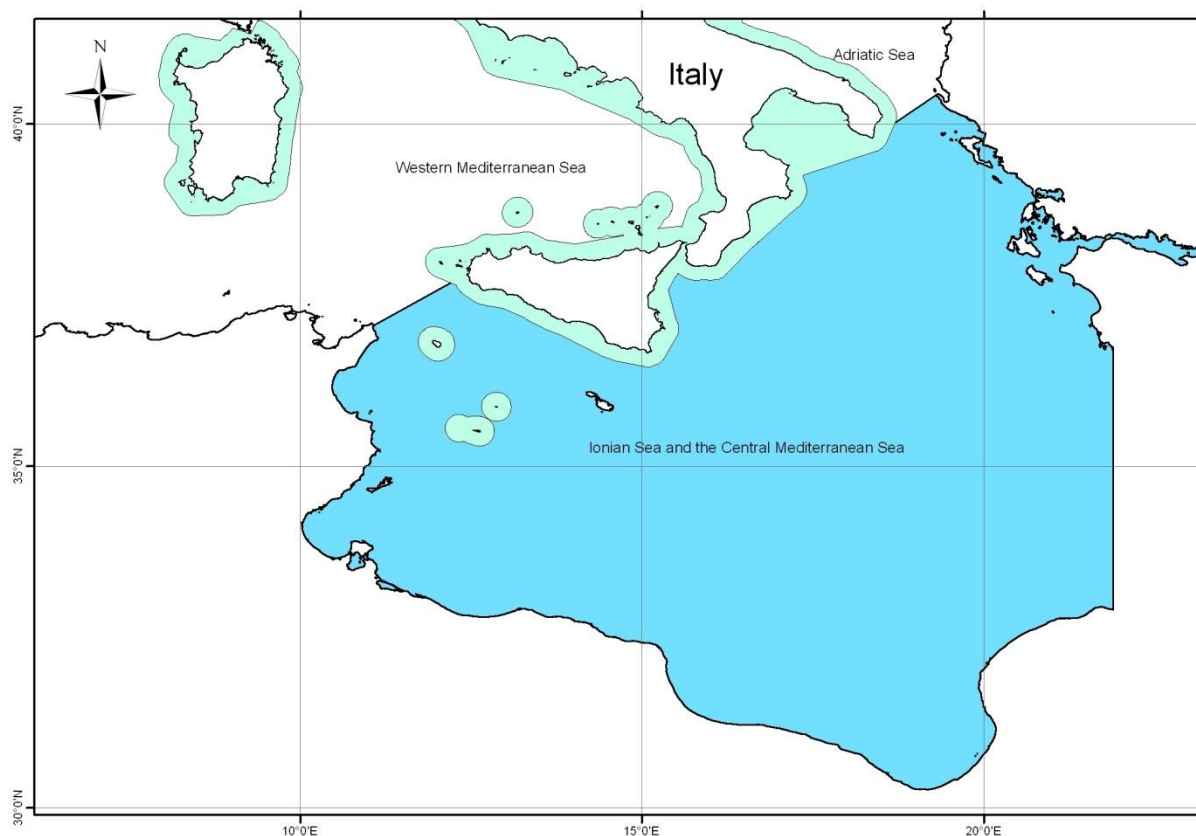 N
Italy
Adriatic Sea
Western Mediterranean Sea
Ionian Sea and the Central Mediterranean Sea
40°0'N
35°0'N
30°0'N
10°0'E
15°0'E
20°0'E